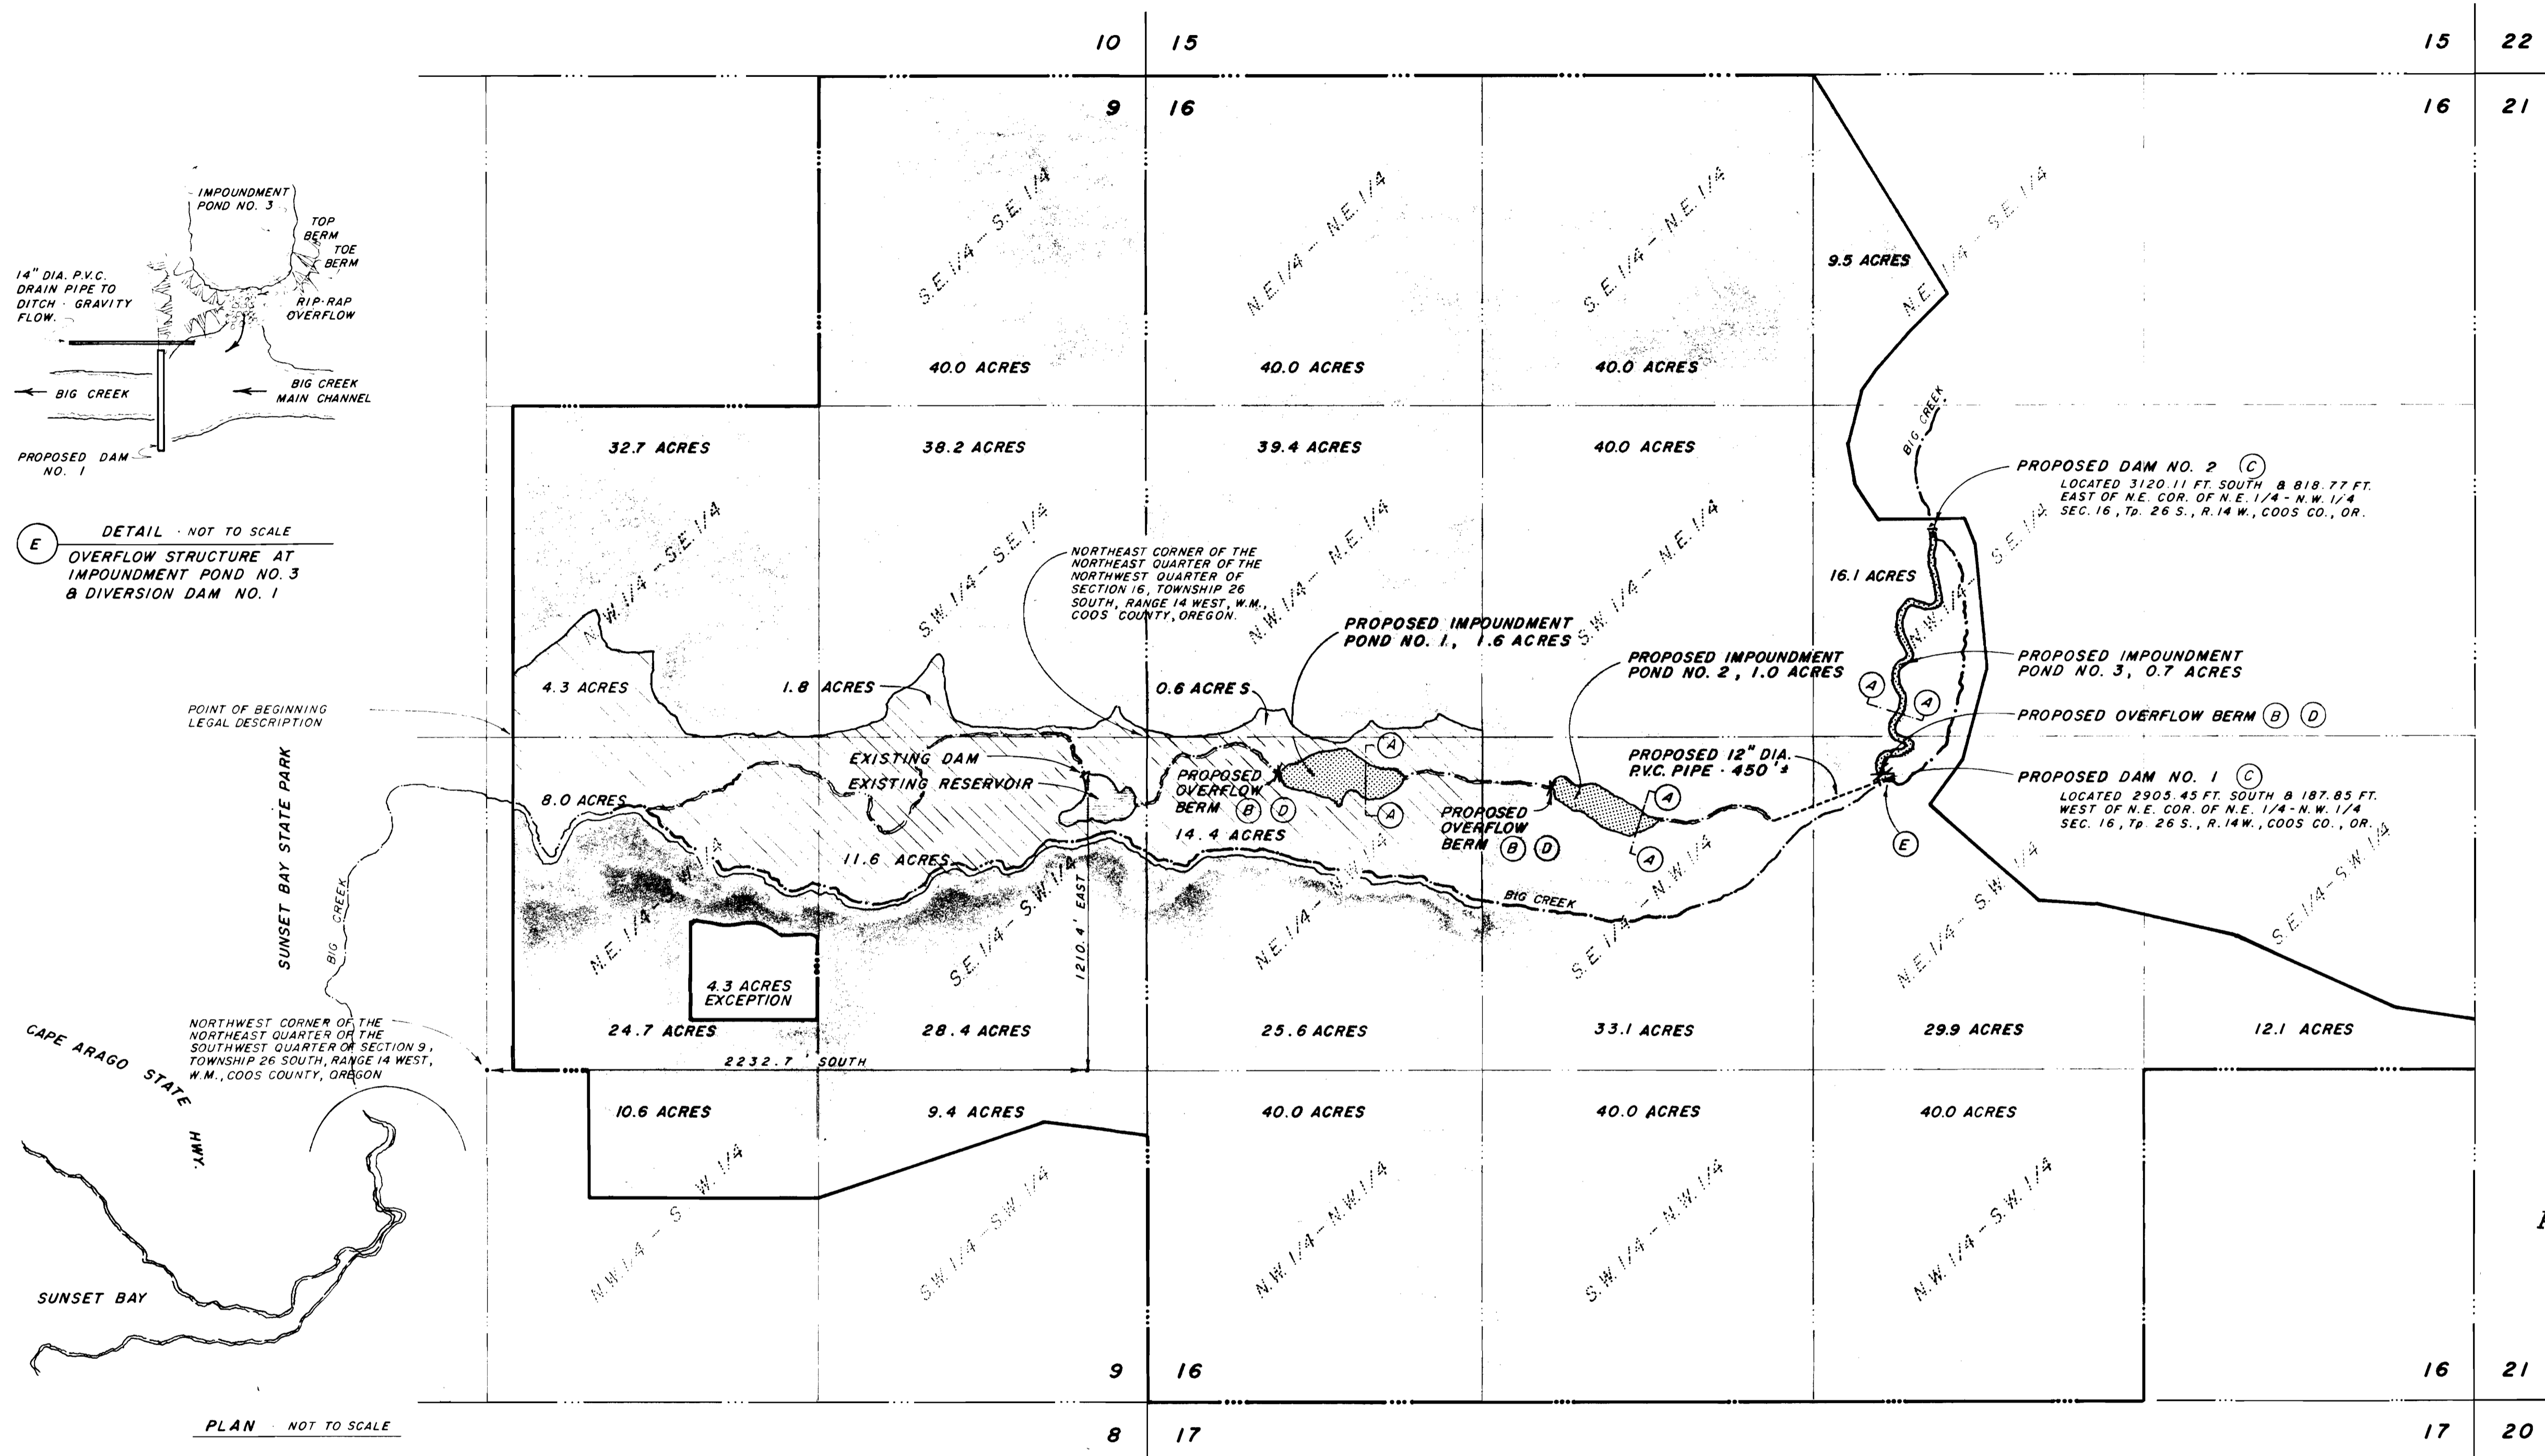 10 15
15 22
9 16
16 21
IMPOUNDMENT
POND NO. 3
TOP
BERM
TOE
BERM
14" DIA. P.V.C.
DRAIN PIPE TO
DITCH · GRAVITY
FLOW.
RIP-RAP
OVERFLOW
BIG CREEK
BIG CREEK
MAIN CHANNEL
PROPOSED DAM
NO. 1
E
DETAIL · NOT TO SCALE
OVERFLOW STRUCTURE AT
IMPOUNDMENT POND NO. 3
& DIVERSION DAM NO. 1
S.E. 1/4 - S.E. 1/4
N.E. 1/4 - N.E. 1/4
S.E. 1/4 - N.E. 1/4
N.E. 1/4 - S.E. 1/4
9.5 ACRES
40.0 ACRES
40.0 ACRES
40.0 ACRES
32.7 ACRES
38.2 ACRES
39.4 ACRES
40.0 ACRES
BIG CREEK
PROPOSED DAM NO. 2 C
LOCATED 3120.11 FT. SOUTH & 818.77 FT.
EAST OF N.E. COR. OF N.E. 1/4 - N.W. 1/4
SEC. 16, Tp. 26 S., R. 14 W., COOS CO., OR.
N.W. 1/4 - S.E. 1/4
S.W. 1/4 - S.E. 1/4
N.W. 1/4 - N.E. 1/4
S.W. 1/4 - N.E. 1/4
N.W. 1/4 - S.E. 1/4
NORTHEAST CORNER OF THE
NORTHEAST QUARTER OF THE
NORTHWEST QUARTER OF
SECTION 16, TOWNSHIP 26
SOUTH, RANGE 14 WEST, W.M.,
COOS COUNTY, OREGON.
16.1 ACRES
PROPOSED IMPOUNDMENT
POND NO. 1, 1.6 ACRES
PROPOSED IMPOUNDMENT
POND NO. 2, 1.0 ACRES
PROPOSED IMPOUNDMENT
POND NO. 3, 0.7 ACRES
A
A
4.3 ACRES
1.8 ACRES
0.6 ACRES
POINT OF BEGINNING
LEGAL DESCRIPTION
PROPOSED OVERFLOW BERM B D
EXISTING DAM
EXISTING RESERVOIR
PROPOSED
OVERFLOW
BERM B D
A
A
PROPOSED 12" DIA.
P.V.C. PIPE · 450'±
PROPOSED
OVERFLOW
BERM B D
A
A
PROPOSED DAM NO. 1 C
LOCATED 2905.45 FT. SOUTH & 187.85 FT.
WEST OF N.E. COR. OF N.E. 1/4 - N.W. 1/4
SEC. 16, Tp. 26 S., R. 14 W., COOS CO., OR.
E
8.0 ACRES
11.6 ACRES
14.4 ACRES
SUNSET BAY STATE PARK
BIG CREEK
BIG CREEK
N.E. 1/4 - S.W. 1/4
S.E. 1/4 - S.W. 1/4
N.E. 1/4 - N.W. 1/4
S.E. 1/4 - N.W. 1/4
N.E. 1/4 - S.W. 1/4
S.E. 1/4 - S.W. 1/4
1210.4' EAST
4.3 ACRES
EXCEPTION
24.7 ACRES
28.4 ACRES
25.6 ACRES
33.1 ACRES
29.9 ACRES
12.1 ACRES
2232.7' SOUTH
CAPE ARAGO STATE HWY.
NORTHWEST CORNER OF THE
NORTHEAST QUARTER OF THE
SOUTHWEST QUARTER OF SECTION 9,
TOWNSHIP 26 SOUTH, RANGE 14 WEST,
W.M., COOS COUNTY, OREGON
10.6 ACRES
9.4 ACRES
40.0 ACRES
40.0 ACRES
40.0 ACRES
N.W. 1/4 - S.W. 1/4
S.W. 1/4 - S.W. 1/4
N.W. 1/4 - N.W. 1/4
S.W. 1/4 - N.W. 1/4
N.W. 1/4 - S.W. 1/4
SUNSET BAY
9 16
16 21
PLAN · NOT TO SCALE
8 17
17 20